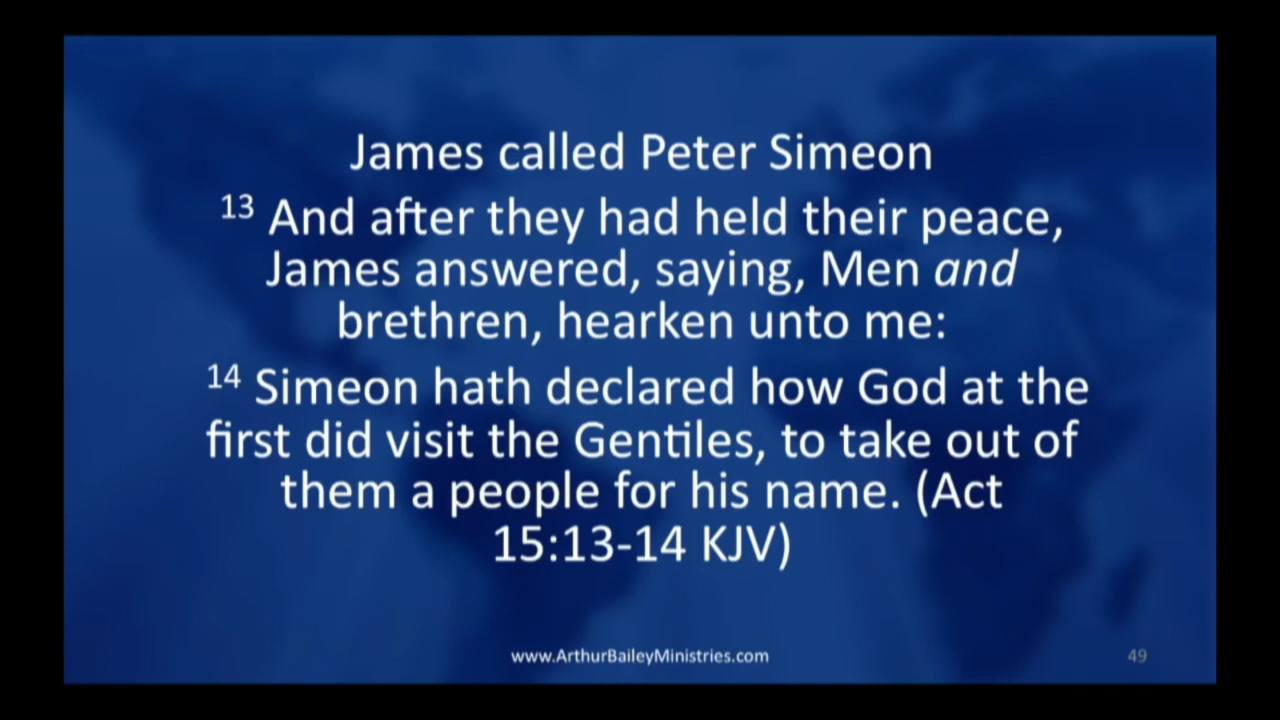 James called Peter Simeon
13 And after they had held their peace,
James answered, saying, Men and
brethren, hearken unto me:
14 Simeon hath declared how God at the
first did visit the Gentiles, to take out of
them a people for his name. (Act
15:13-14 KJV)
www.ArthurBaileyMinistries.com
49